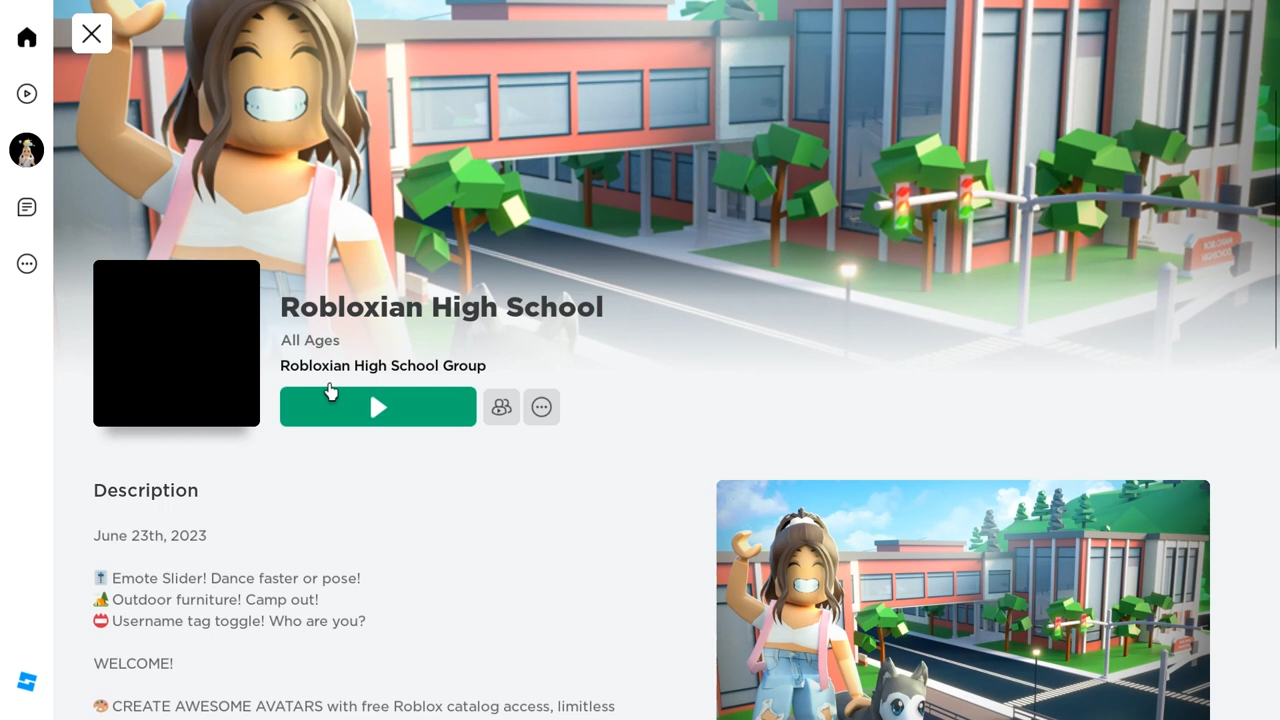 ROBLOXIAN
HIGHSCHOOL
Robloxian High School
All Ages
Robloxian High School Group
Description
June 23th, 2023
Emote Slider! Dance faster or pose!
Outdoor furniture! Camp out!
Username tag toggle! Who are you?
WELCOME!
CREATE AWESOME AVATARS with free Roblox catalog access, limitless